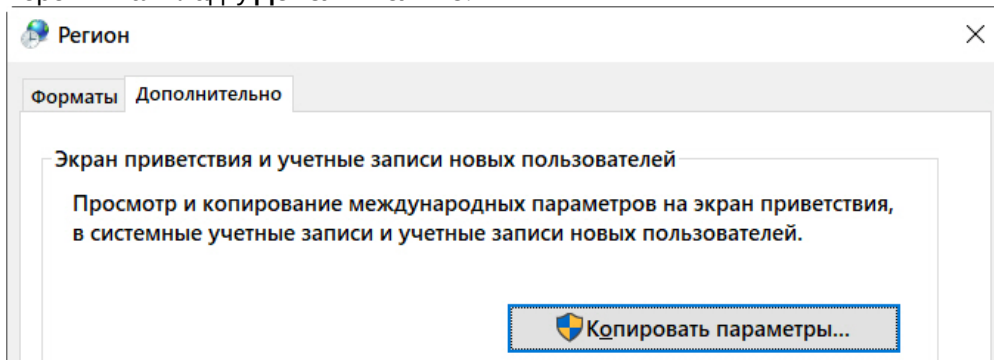 Регион
Форматы Дополнительно
Экран приветствия и учетные записи новых пользователей
Просмотр и копирование международных параметров на экран приветствия,
в системные учетные записи и учетные записи новых пользователей.
Копировать параметры...